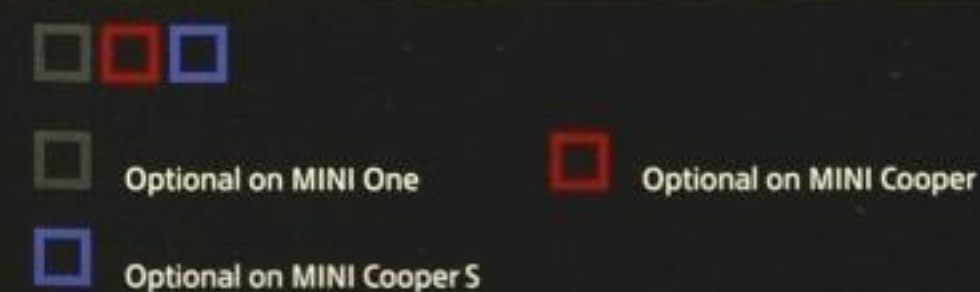 Optional on MINI One
Optional on MINI Cooper
Optional on MINI Cooper S